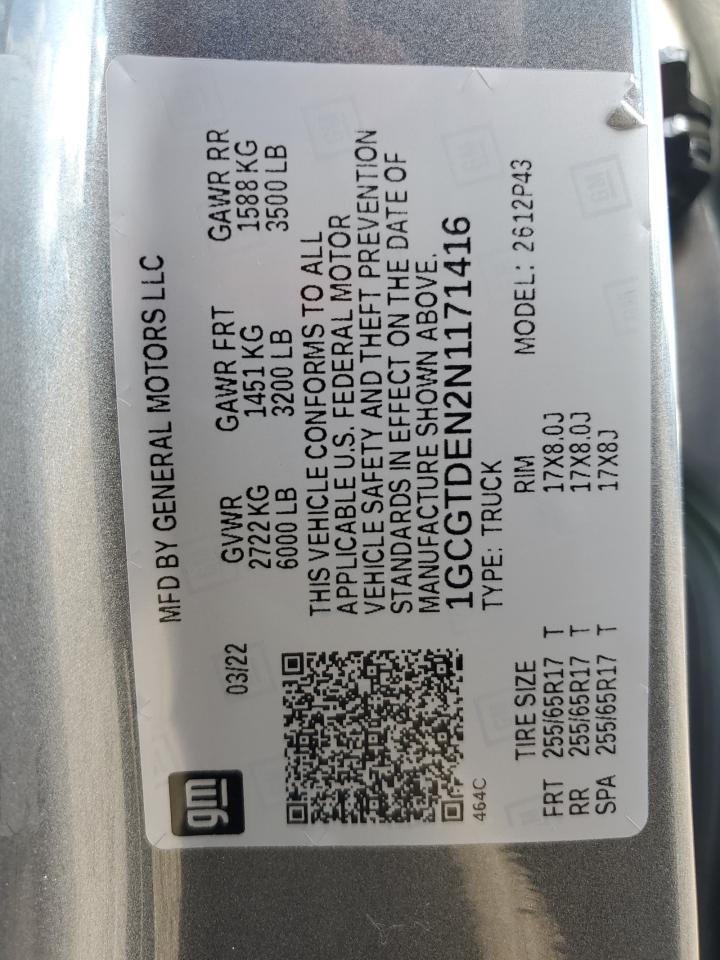 gm
MFD BY GENERAL MOTORS LLC
03/22 GVWR GAWR FRT GAWR RR
2722 KG 1451 KG 1588 KG
6000 LB 3200 LB 3500 LB
THIS VEHICLE CONFORMS TO ALL
APPLICABLE U.S. FEDERAL MOTOR
VEHICLE SAFETY AND THEFT PREVENTION
STANDARDS IN EFFECT ON THE DATE OF
MANUFACTURE SHOWN ABOVE.
1GCGTDEN2N1171416
464C TYPE: TRUCK
TIRE SIZE RIM MODEL: 2612P43
FRT 255/65R17 T 17X8.0J
RR 255/65R17 T 17X8.0J
SPA 255/65R17 T 17X8J